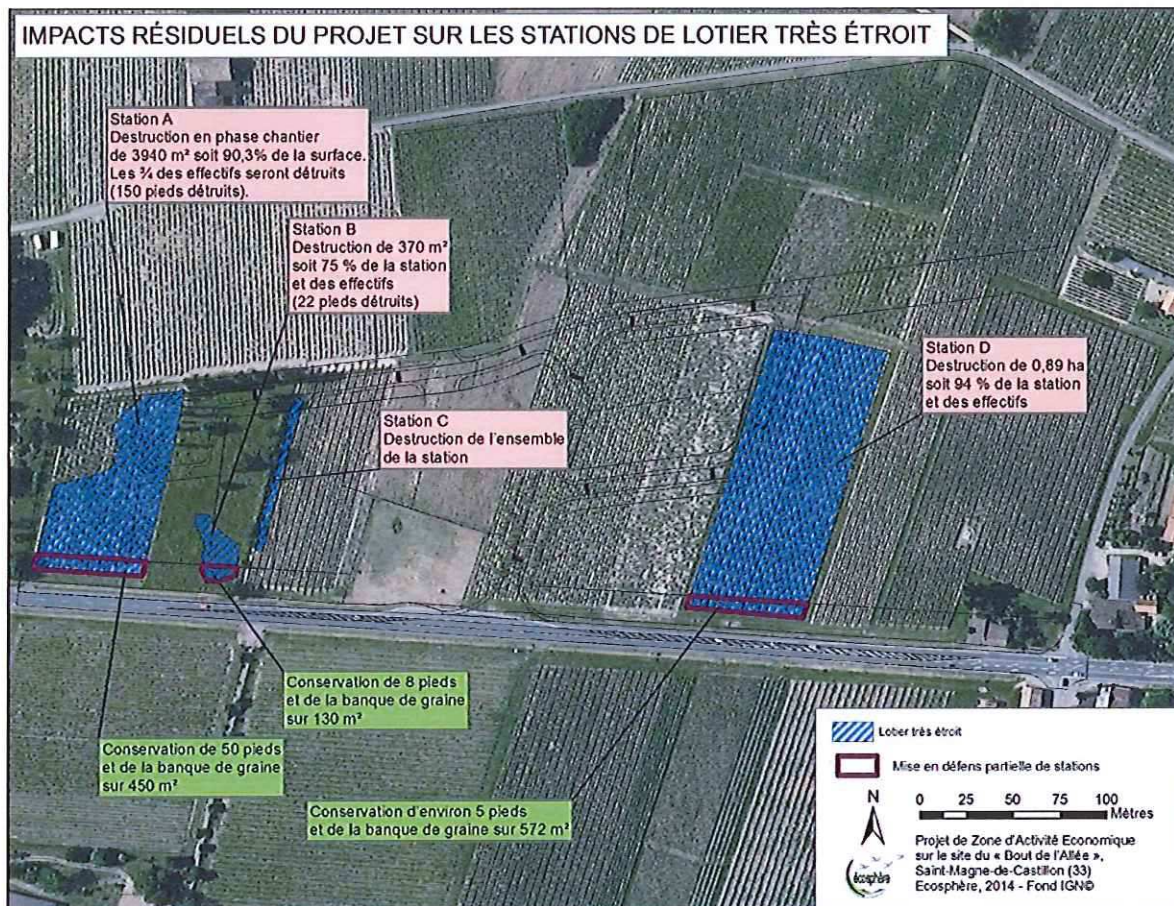 IMPACTS RÉSIDUELS DU PROJET SUR LES STATIONS DE LOTIER TRÈS ÉTROIT
Station A
Destruction en phase chantier
de 3940 m² soit 90,3% de la surface.
Les ¾ des effectifs seront détruits
(150 pieds détruits).
Station B
Destruction de 370 m²
soit 75 % de la station
et des effectifs
(22 pieds détruits)
Station C
Destruction de l'ensemble
de la station
Station D
Destruction de 0,89 ha
soit 94 % de la station
et des effectifs
Conservation de 8 pieds
et de la banque de graine
sur 130 m²
Conservation de 50 pieds
et de la banque de graine
sur 450 m²
Conservation d'environ 5 pieds
et de la banque de graine sur 572 m²
Lotier très étroit
Mise en défens partielle de stations
N
0 25 50 75 100
Mètres
Projet de Zone d'Activité Economique
sur le site du « Bout de l'Allée »,
Saint-Magne-de-Castillon (33)
Ecosphère, 2014 - Fond IGN©
écosphère